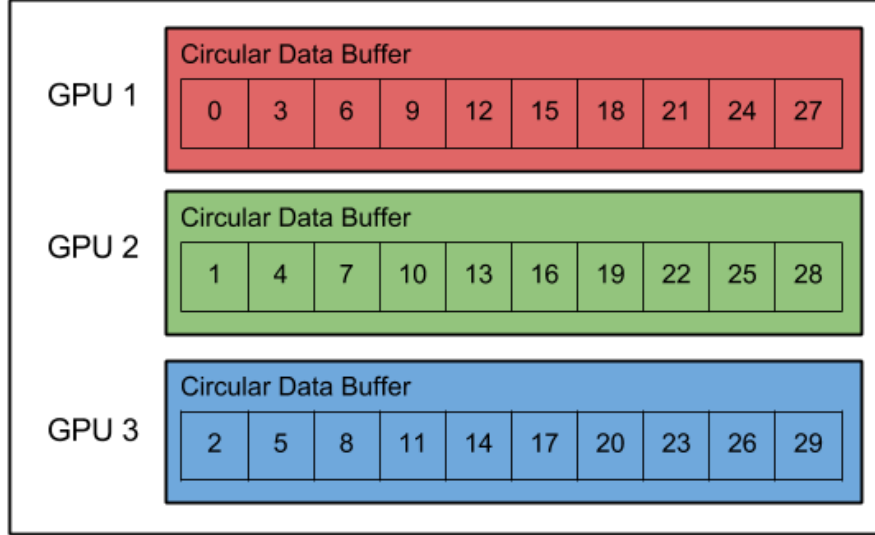 GPU 1
Circular Data Buffer
0 3 6 9 12 15 18 21 24 27
GPU 2
Circular Data Buffer
1 4 7 10 13 16 19 22 25 28
GPU 3
Circular Data Buffer
2 5 8 11 14 17 20 23 26 29